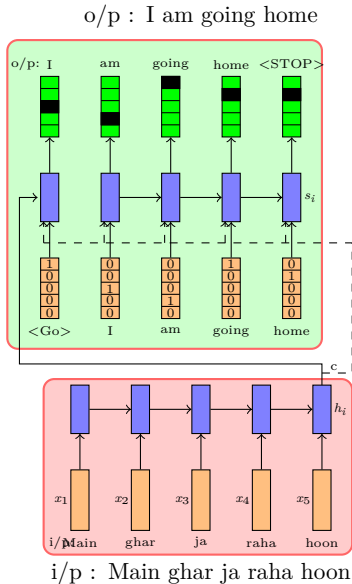 o/p : I am going home
o/p: I am going home <STOP>
s_i
1 0 0 1 0
0 0 0 0 1
0 1 0 0 0
0 0 1 0 0
0 0 0 0 0
<Go> I am going home
c
h_i
x_1 x_2 x_3 x_4 x_5
i/p: Main ghar ja raha hoon
i/p : Main ghar ja raha hoon